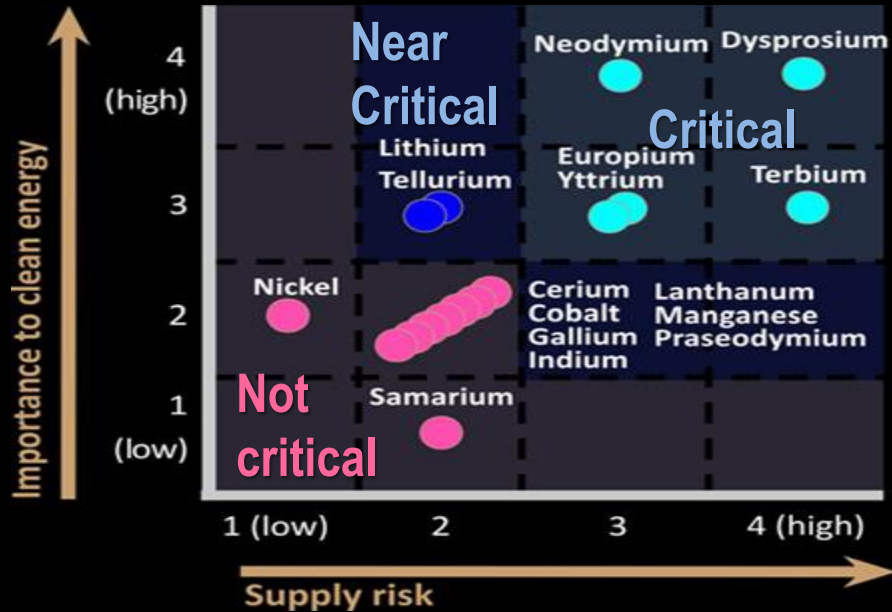 Importance to clean energy
4
(high)
3
2
1
(low)
Near
Critical
Neodymium
Dysprosium
Critical
Lithium
Tellurium
Europium
Yttrium
Terbium
Nickel
Cerium
Cobalt
Gallium
Indium
Lanthanum
Manganese
Praseodymium
Not
critical
Samarium
1 (low)
2
3
4 (high)
Supply risk